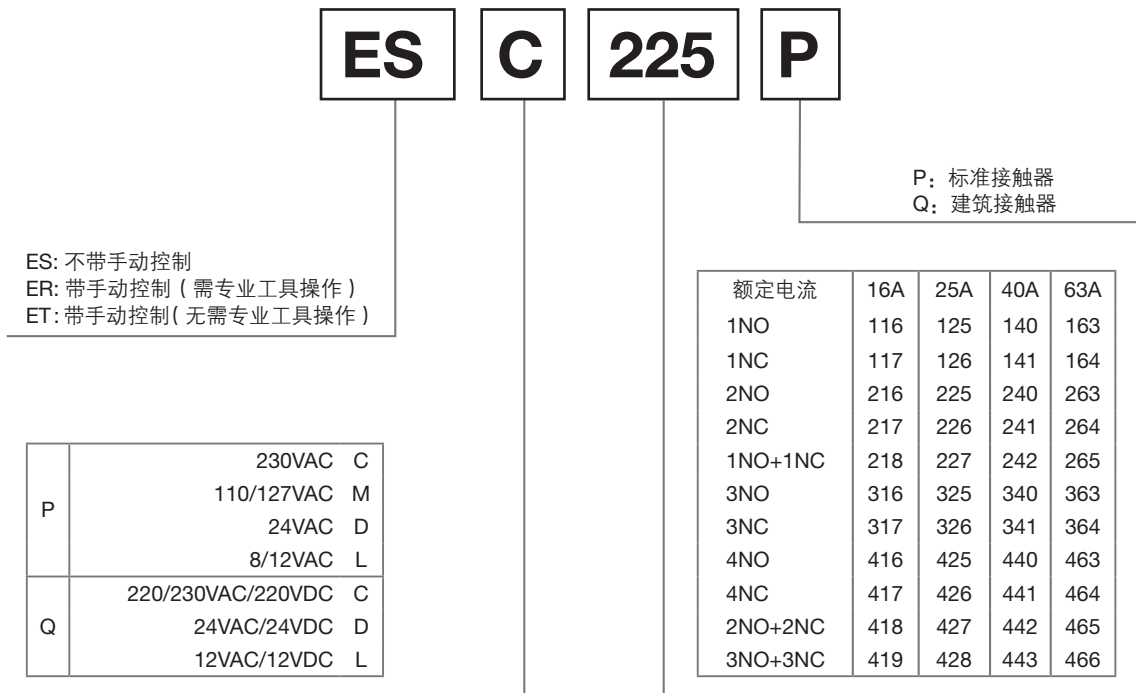 ES C 225 P
P：标准接触器
Q：建筑接触器
ES: 不带手动控制
ER: 带手动控制（需专业工具操作）
ET: 带手动控制（无需专业工具操作）
额定电流 16A 25A 40A 63A
1NO 116 125 140 163
1NC 117 126 141 164
2NO 216 225 240 263
2NC 217 226 241 264
1NO+1NC 218 227 242 265
3NO 316 325 340 363
3NC 317 326 341 364
4NO 416 425 440 463
4NC 417 426 441 464
2NO+2NC 418 427 442 465
3NO+3NC 419 428 443 466
P
230VAC C
110/127VAC M
24VAC D
8/12VAC L
Q
220/230VAC/220VDC C
24VAC/24VDC D
12VAC/12VDC L